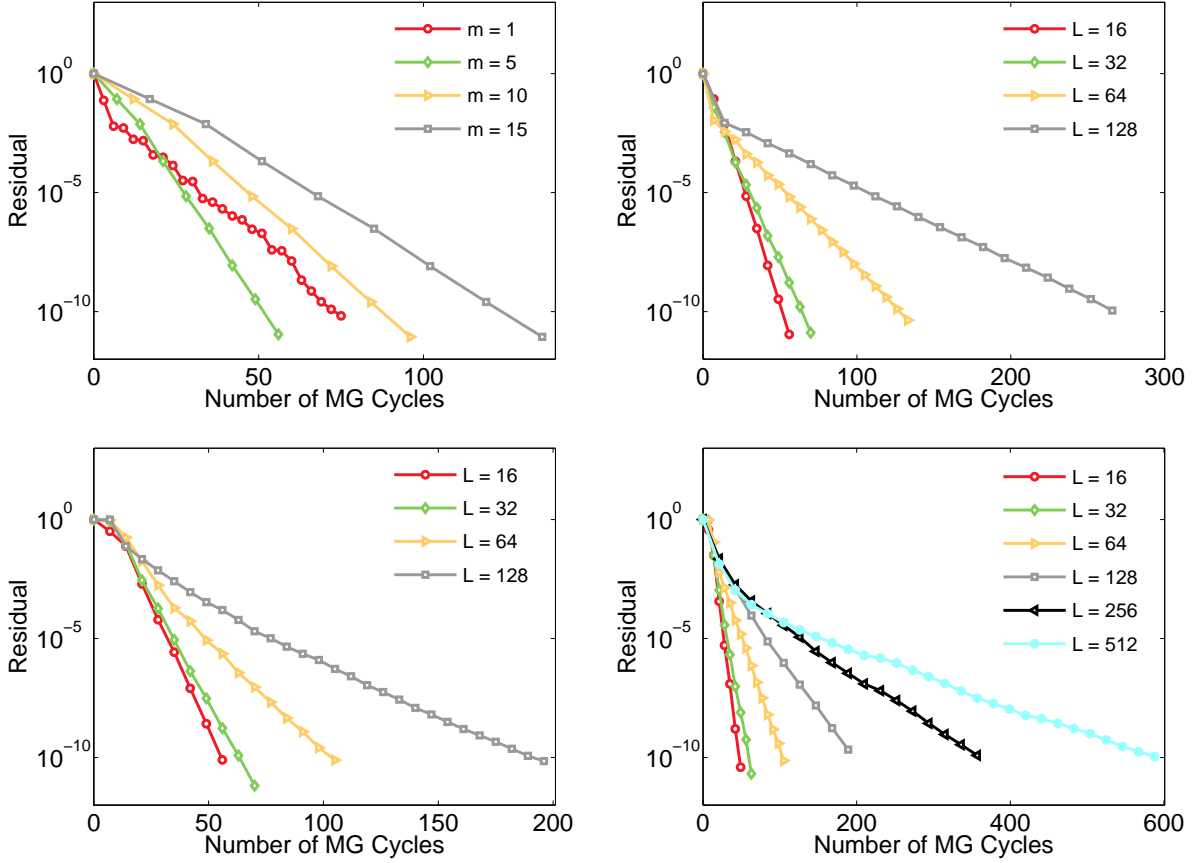 m = 1
m = 5
m = 10
m = 15
10^0
10^-5
10^-10
Residual
0
50
100
Number of MG Cycles
L = 16
L = 32
L = 64
L = 128
10^0
10^-5
10^-10
Residual
0
100
200
300
Number of MG Cycles
L = 16
L = 32
L = 64
L = 128
10^0
10^-5
10^-10
Residual
0
50
100
150
200
Number of MG Cycles
L = 16
L = 32
L = 64
L = 128
L = 256
L = 512
10^0
10^-5
10^-10
Residual
0
200
400
600
Number of MG Cycles